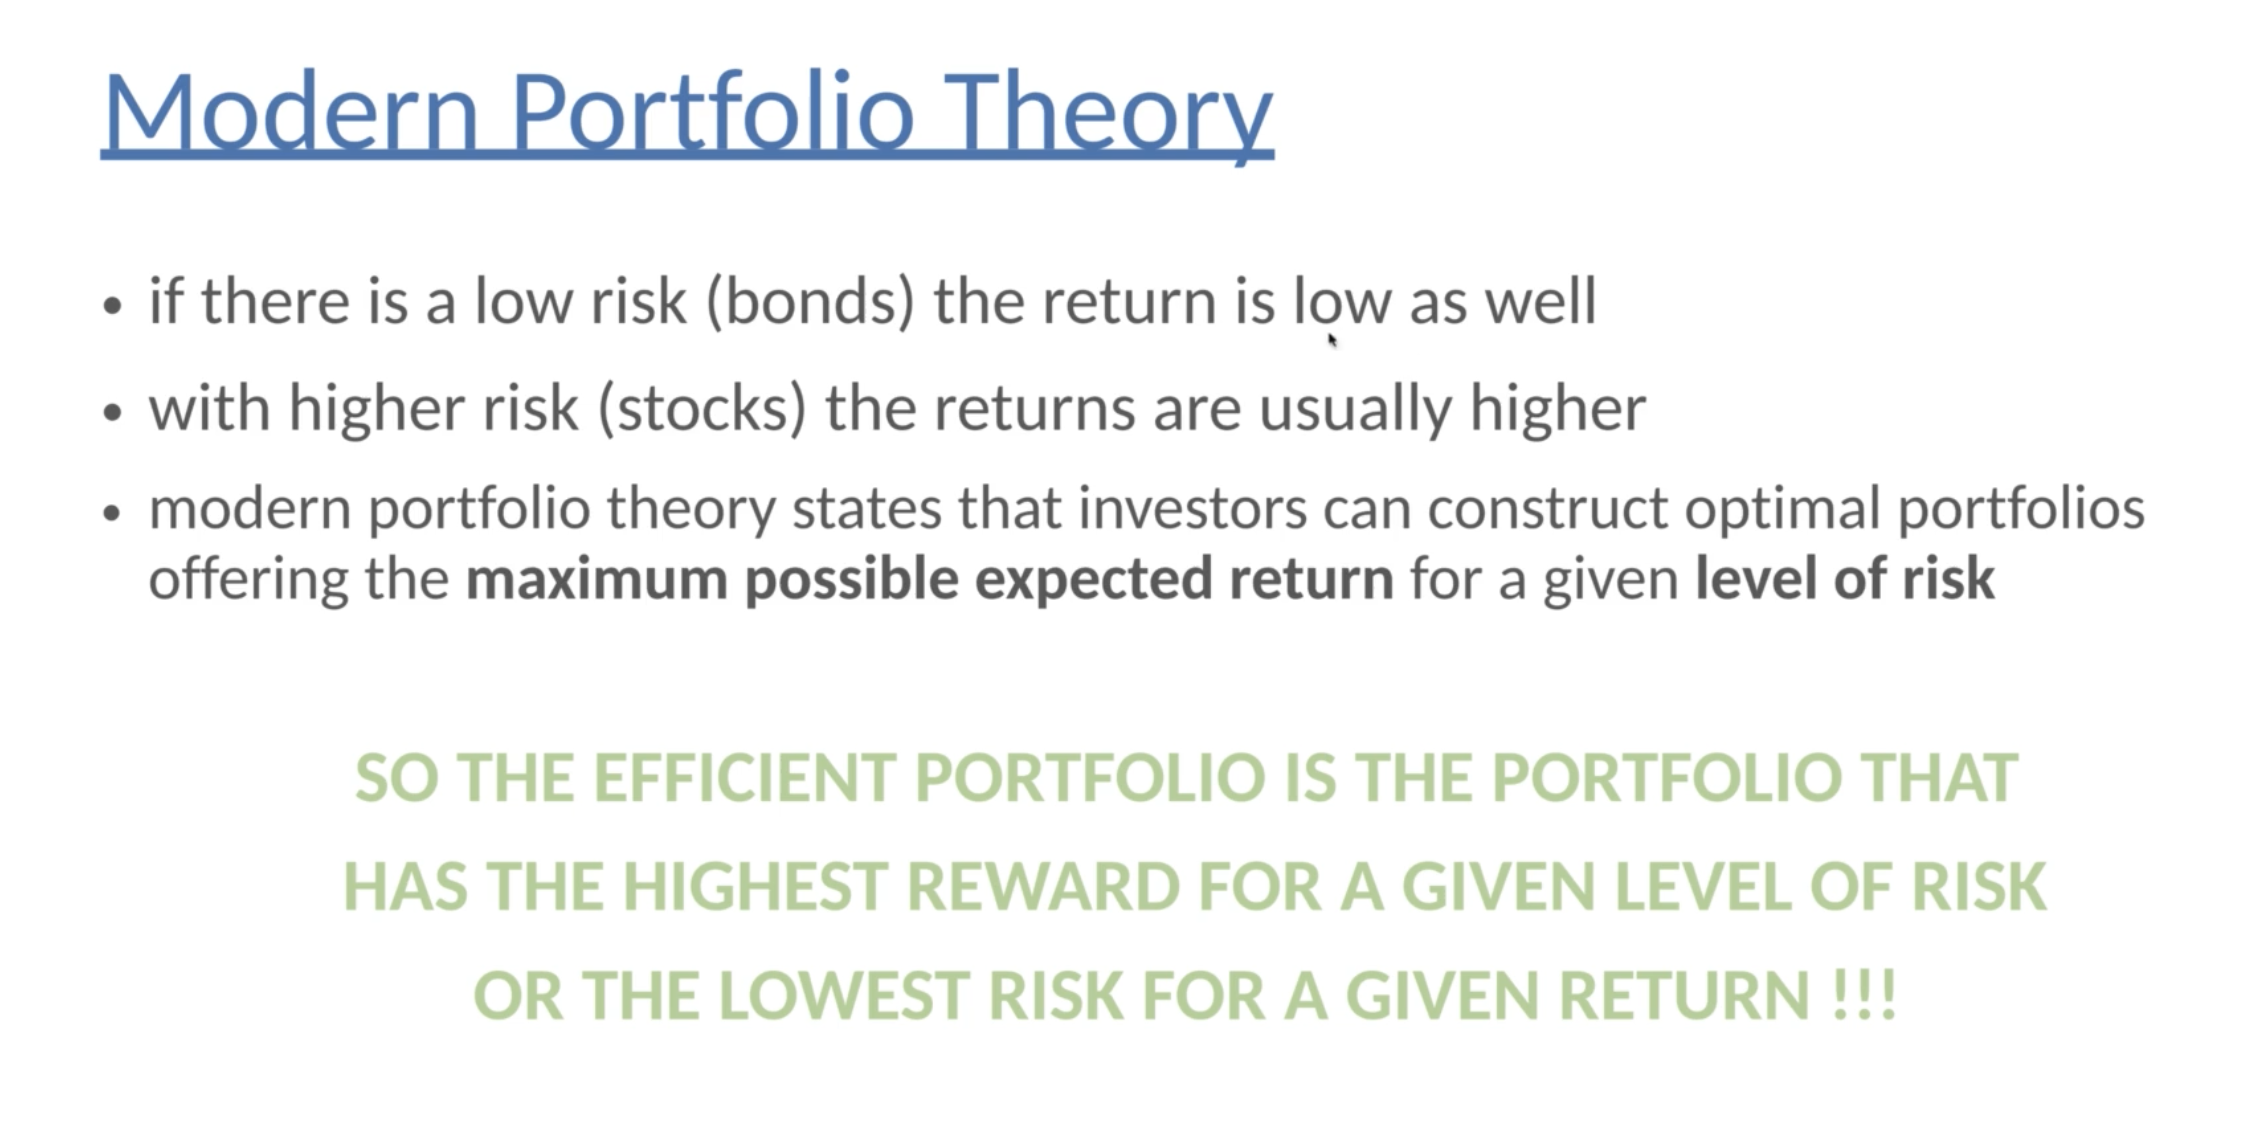 Modern Portfolio Theory
• if there is a low risk (bonds) the return is low as well
• with higher risk (stocks) the returns are usually higher
• modern portfolio theory states that investors can construct optimal portfolios
offering the maximum possible expected return for a given level of risk
SO THE EFFICIENT PORTFOLIO IS THE PORTFOLIO THAT
HAS THE HIGHEST REWARD FOR A GIVEN LEVEL OF RISK
OR THE LOWEST RISK FOR A GIVEN RETURN !!!